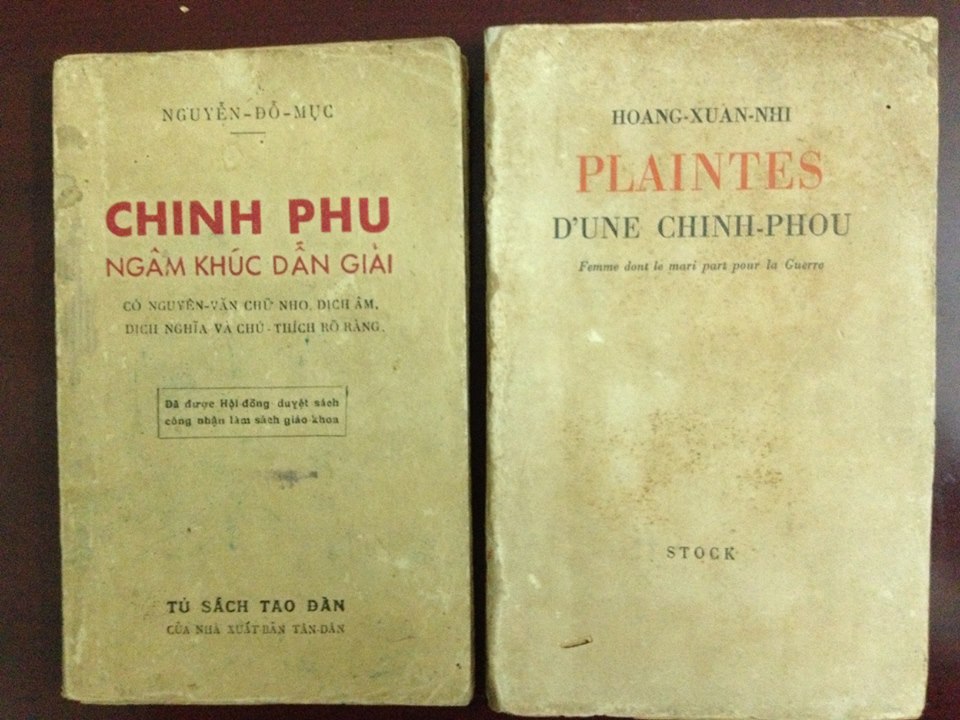 NGUYỄN-ĐỖ-MỤC
CHINH PHU
NGÂM KHÚC DẪN GIẢI
CÓ NGUYÊN-VĂN CHỮ NHO, DỊCH ÂM,
DỊCH NGHĨA VÀ CHÚ-THÍCH RÕ RÀNG.
Đã được Hội-đồng duyệt sách
công nhận làm sách giáo khoa
TỦ SÁCH TAO ĐÀN
CỦA NHÀ XUẤT-BẢN TÂN-DÂN
HOANG-XUAN-NHI
PLAINTES
D'UNE CHINH-PHOU
Femme dont le mari part pour la Guerre
STOCK